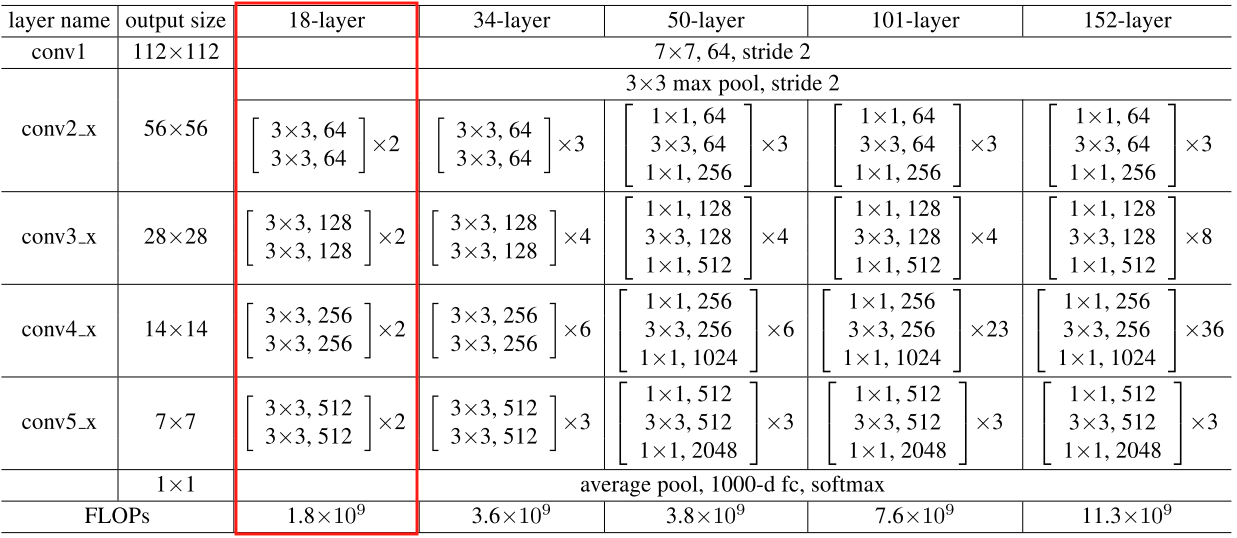 layer name output size 18-layer 34-layer 50-layer 101-layer 152-layer
conv1 112×112 7×7, 64, stride 2
3×3 max pool, stride 2
conv2_x 56×56 [3×3, 64 3×3, 64]×2 [3×3, 64 3×3, 64]×3 [1×1, 64 3×3, 64 1×1, 256]×3 [1×1, 64 3×3, 64 1×1, 256]×3 [1×1, 64 3×3, 64 1×1, 256]×3
conv3_x 28×28 [3×3, 128 3×3, 128]×2 [3×3, 128 3×3, 128]×4 [1×1, 128 3×3, 128 1×1, 512]×4 [1×1, 128 3×3, 128 1×1, 512]×4 [1×1, 128 3×3, 128 1×1, 512]×8
conv4_x 14×14 [3×3, 256 3×3, 256]×2 [3×3, 256 3×3, 256]×6 [1×1, 256 3×3, 256 1×1, 1024]×6 [1×1, 256 3×3, 256 1×1, 1024]×23 [1×1, 256 3×3, 256 1×1, 1024]×36
conv5_x 7×7 [3×3, 512 3×3, 512]×2 [3×3, 512 3×3, 512]×3 [1×1, 512 3×3, 512 1×1, 2048]×3 [1×1, 512 3×3, 512 1×1, 2048]×3 [1×1, 512 3×3, 512 1×1, 2048]×3
1×1 average pool, 1000-d fc, softmax
FLOPs 1.8×10⁹ 3.6×10⁹ 3.8×10⁹ 7.6×10⁹ 11.3×10⁹